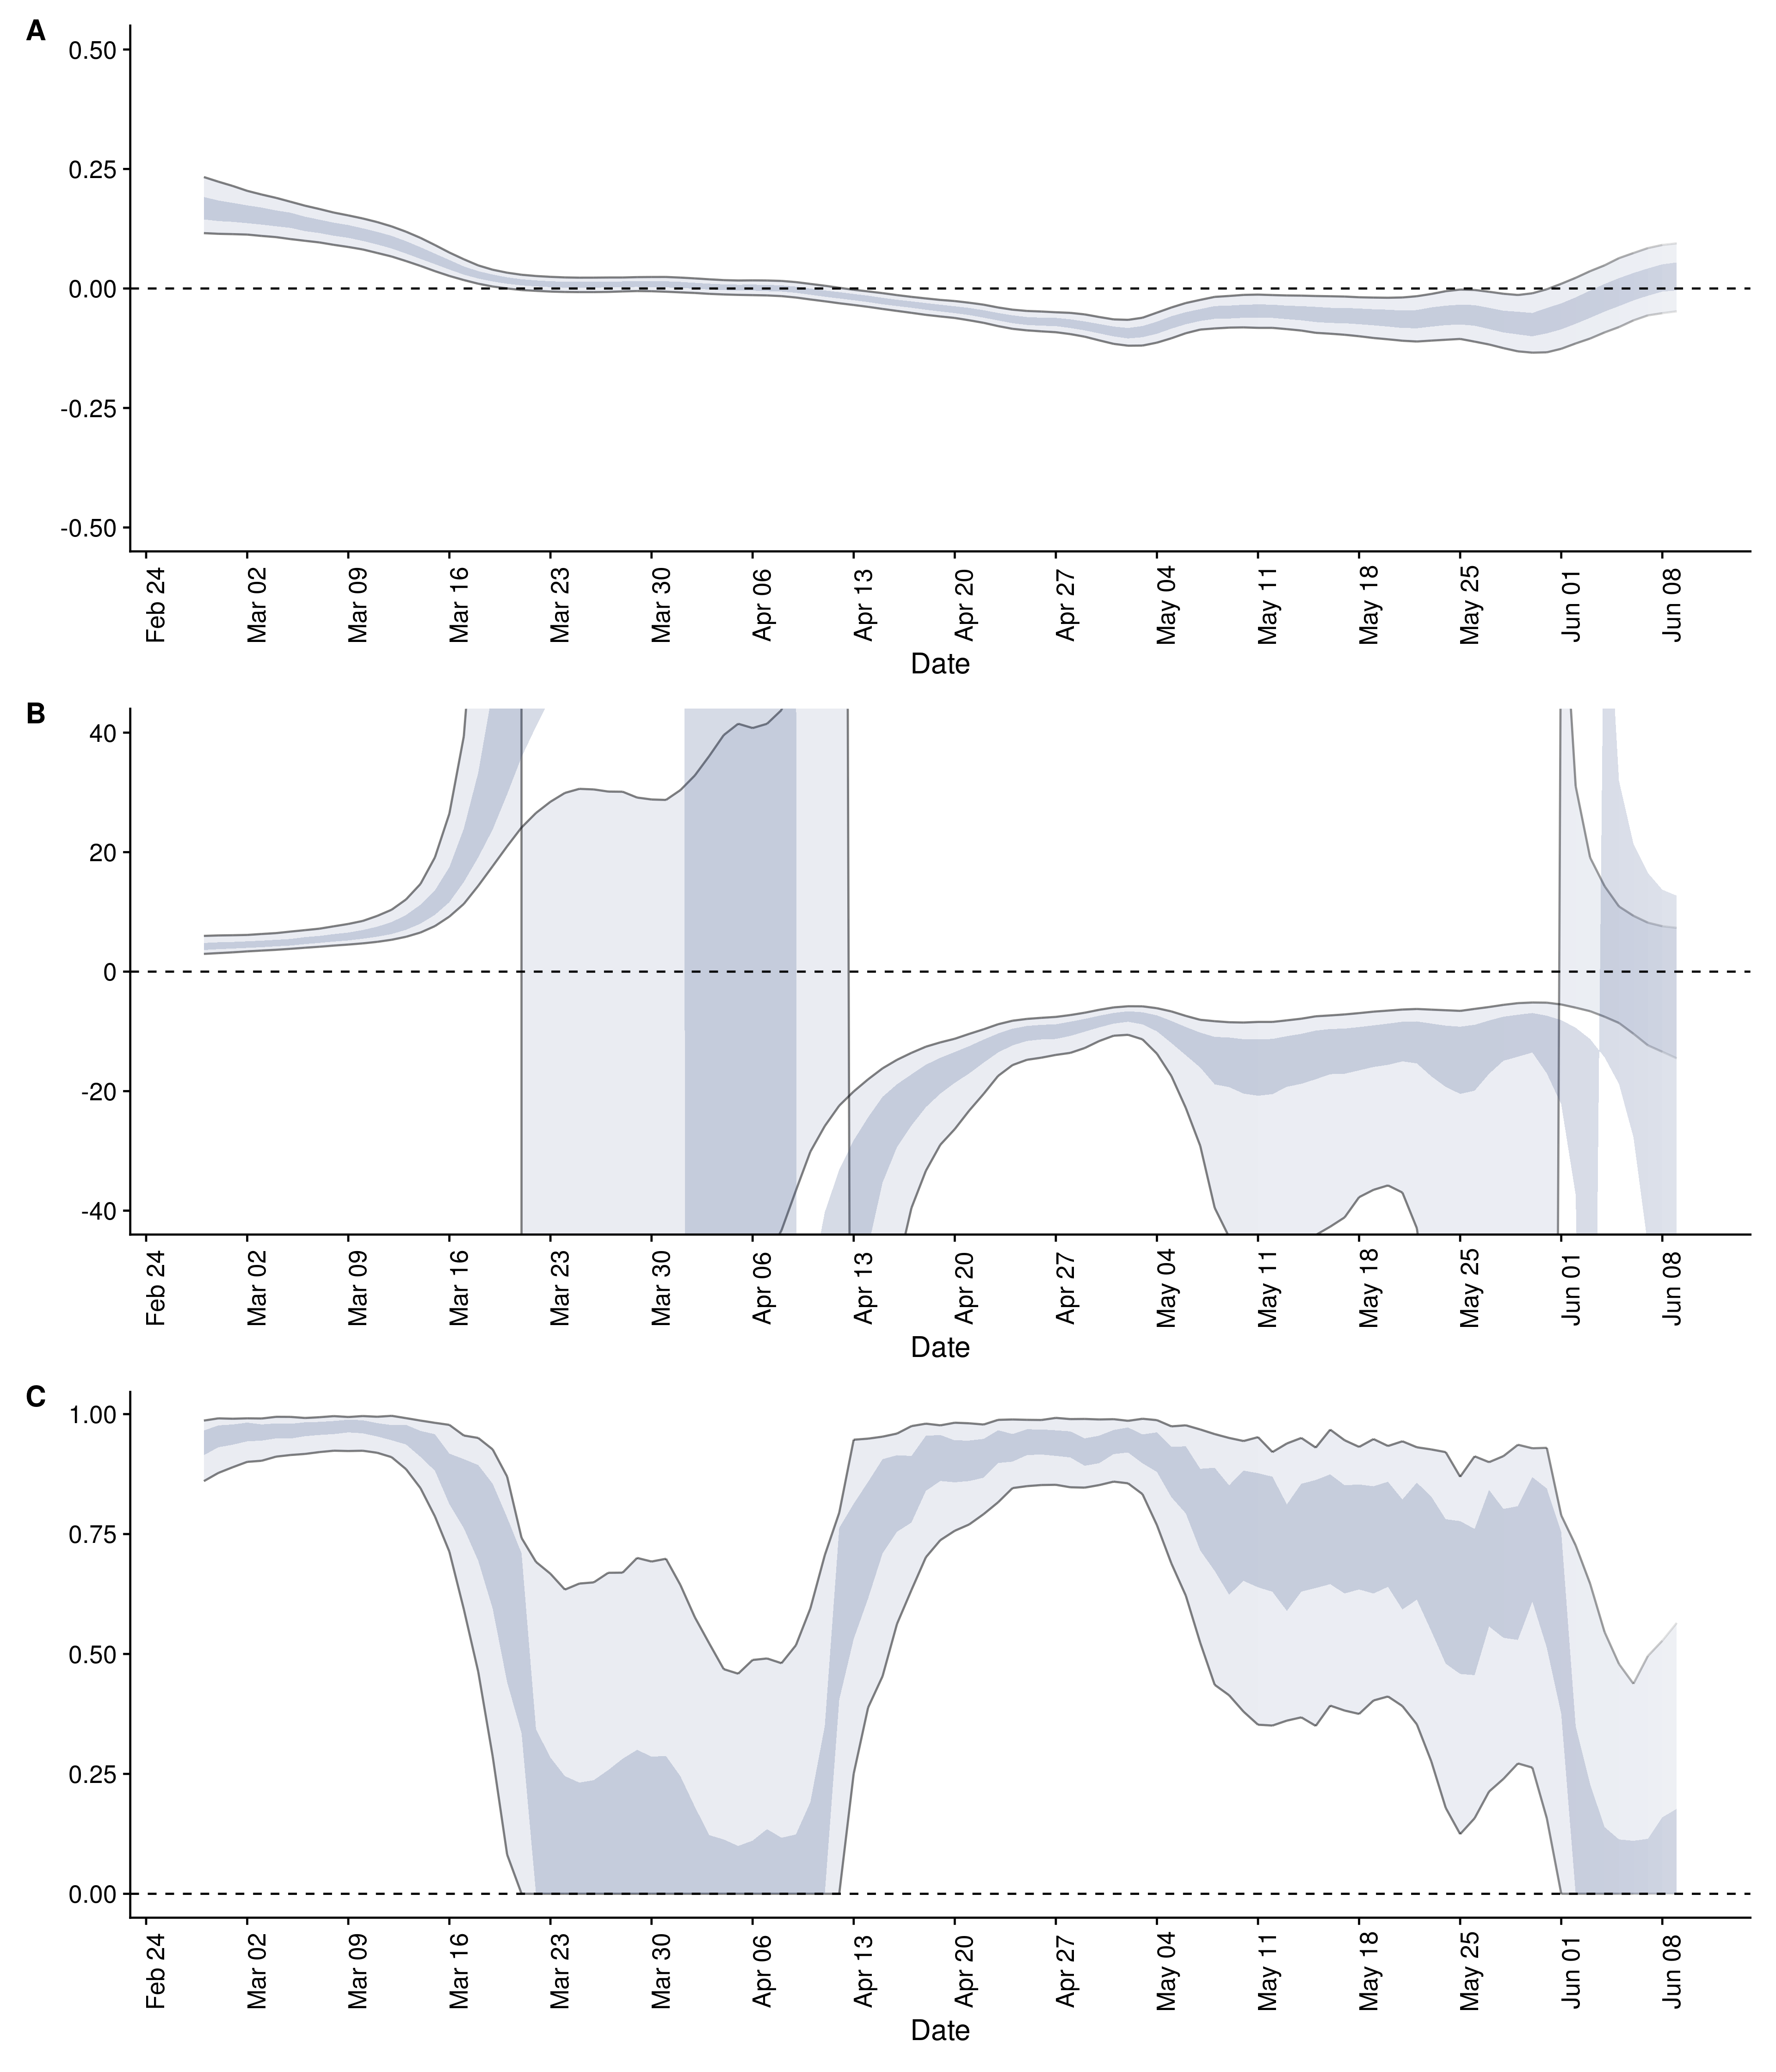 A
0.50
0.25
0.00
-0.25
-0.50
Feb 24
Mar 02
Mar 09
Mar 16
Mar 23
Mar 30
Apr 06
Apr 13
Apr 20
Apr 27
May 04
May 11
May 18
May 25
Jun 01
Jun 08
Date
B
40
20
0
-20
-40
Feb 24
Mar 02
Mar 09
Mar 16
Mar 23
Mar 30
Apr 06
Apr 13
Apr 20
Apr 27
May 04
May 11
May 18
May 25
Jun 01
Jun 08
Date
C
1.00
0.75
0.50
0.25
0.00
Feb 24
Mar 02
Mar 09
Mar 16
Mar 23
Mar 30
Apr 06
Apr 13
Apr 20
Apr 27
May 04
May 11
May 18
May 25
Jun 01
Jun 08
Date